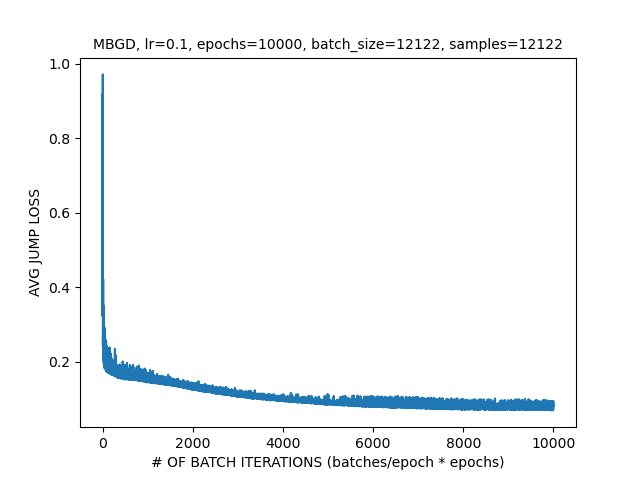 MBGD, lr=0.1, epochs=10000, batch_size=12122, samples=12122
1.0
0.8
0.6
0.4
0.2
AVG JUMP LOSS
0 2000 4000 6000 8000 10000
# OF BATCH ITERATIONS (batches/epoch * epochs)